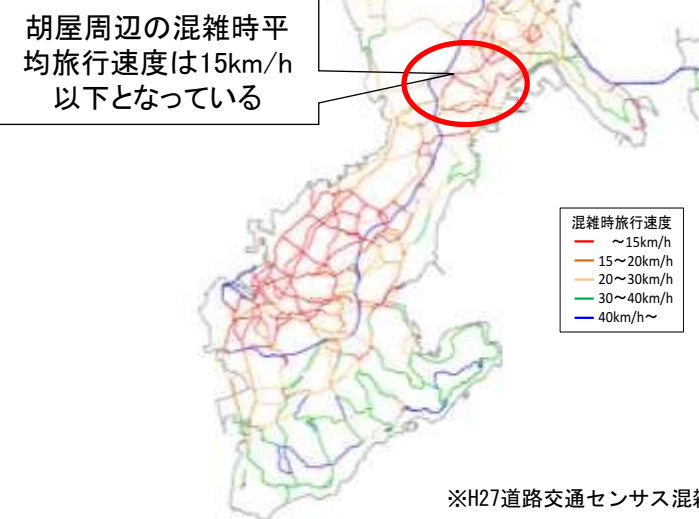 胡屋周辺の混雑時平
均旅行速度は15km/h
以下となっている
混雑時旅行速度
～15km/h
15～20km/h
20～30km/h
30～40km/h
40km/h～
※H27道路交通センサス混雑